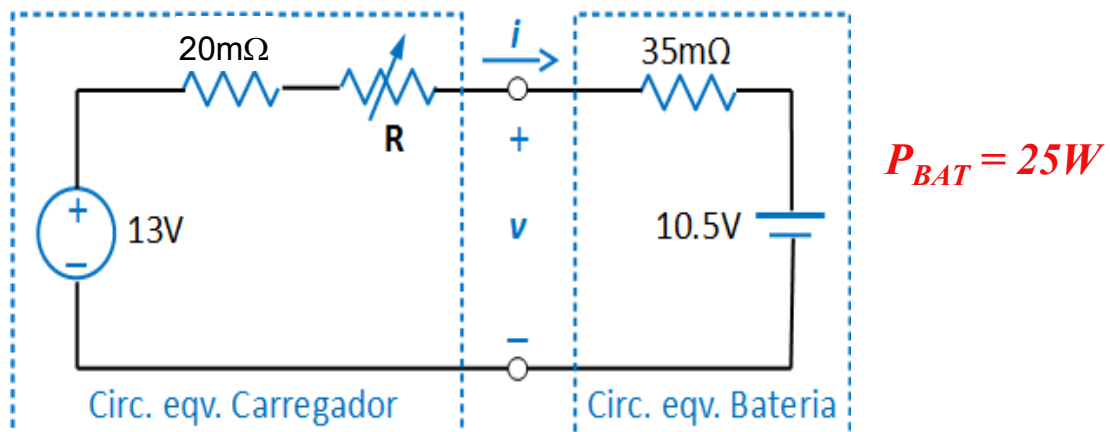 20mΩ
R
i
35mΩ
+
v
−
+
−
13V
10.5V
P_BAT = 25W
Circ. eqv. Carregador
Circ. eqv. Bateria